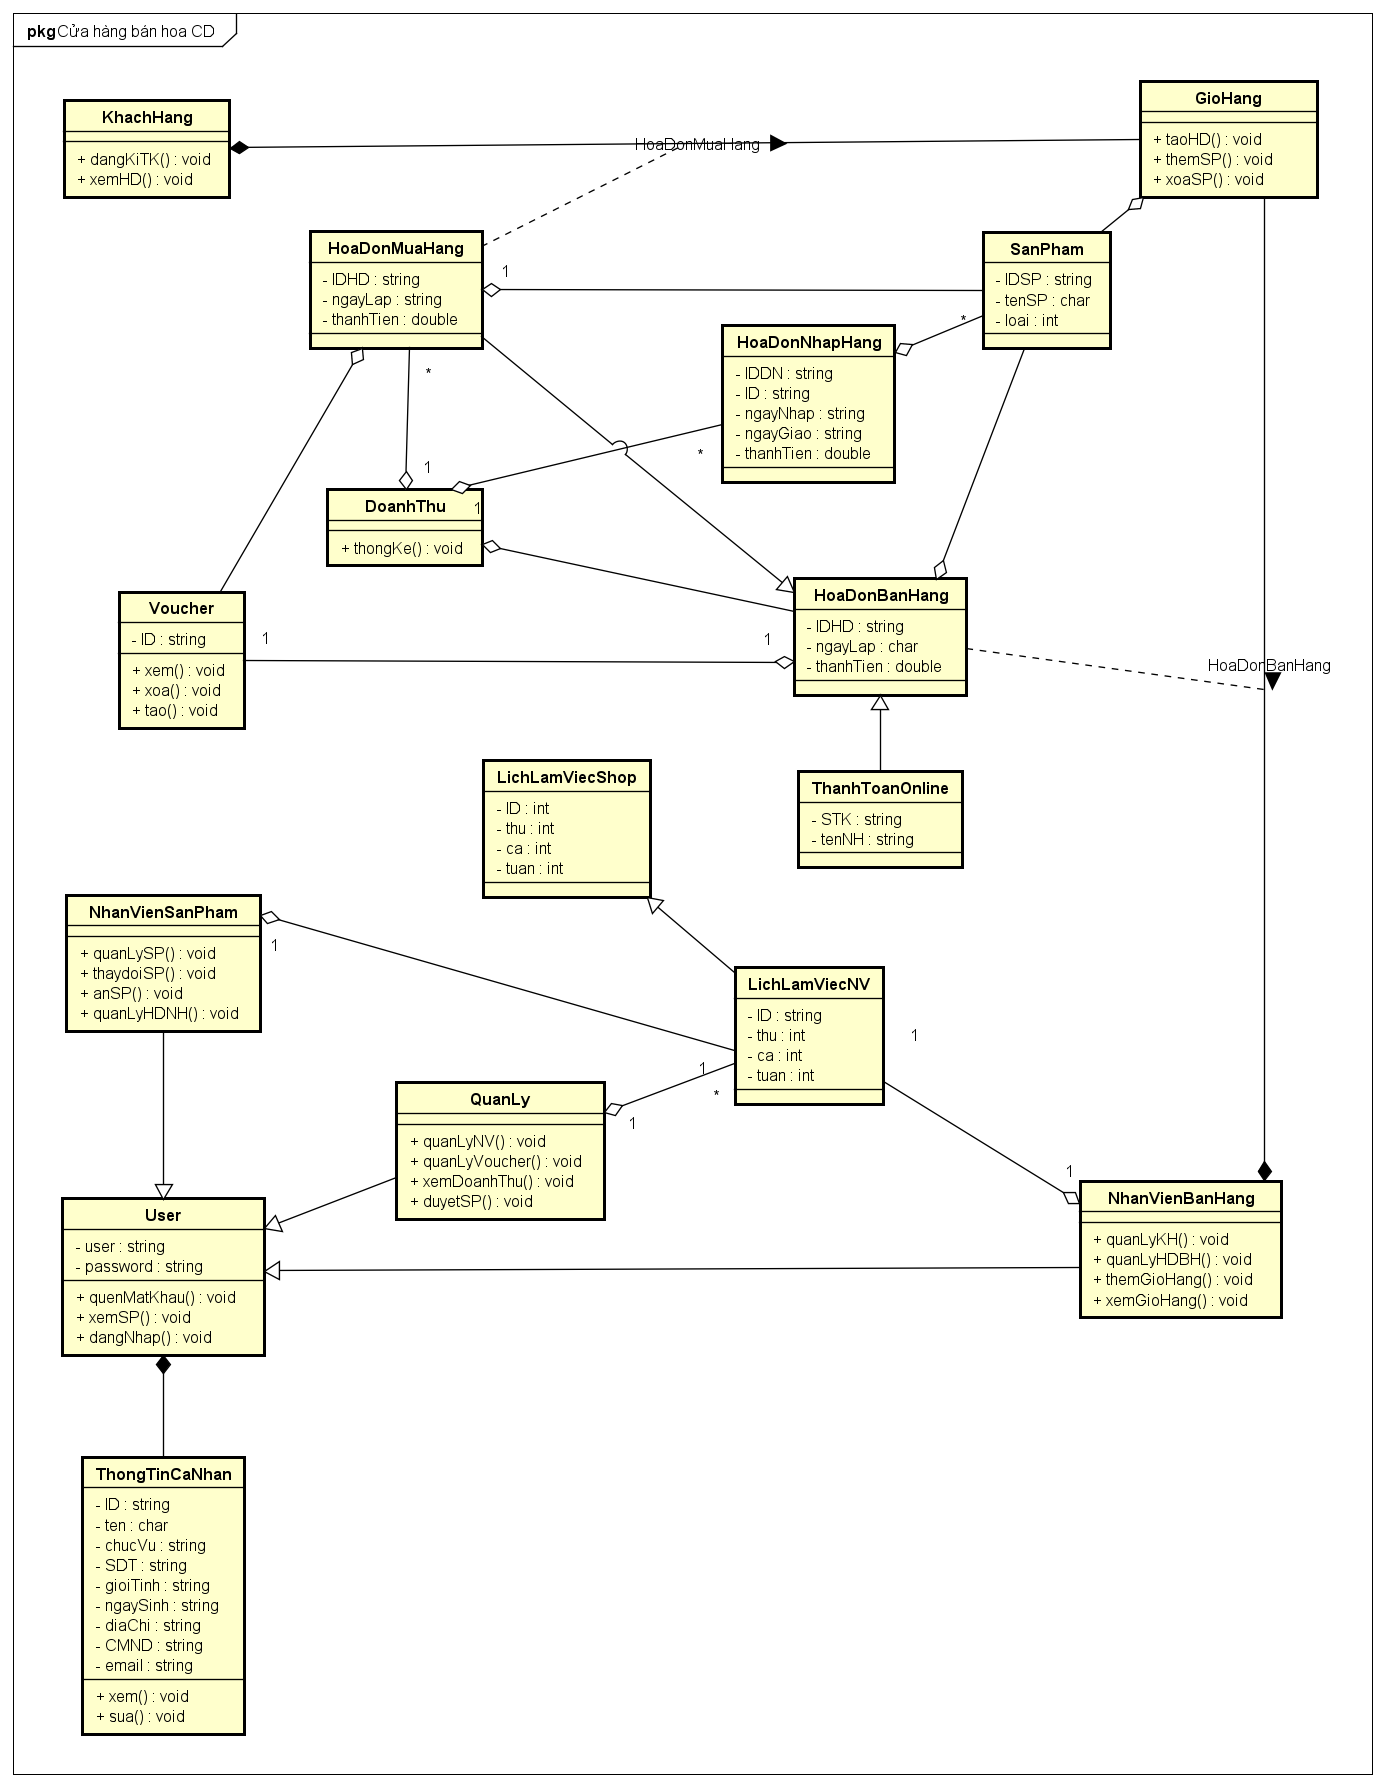 pkg Cửa hàng bán hoa CD
KhachHang
+ dangKiTK() : void
+ xemHD() : void
HoaDonMuaHang
GioHang
+ taoHD() : void
+ themSP() : void
+ xoaSP() : void
HoaDonMuaHang
- IDHD : string
- ngayLap : string
- thanhTien : double
1
SanPham
- IDSP : string
- tenSP : char
- loai : int
*
HoaDonNhapHang
- IDDN : string
- ID : string
- ngayNhap : string
- ngayGiao : string
- thanhTien : double
*
*
1
1
DoanhThu
+ thongKe() : void
Voucher
- ID : string
+ xem() : void
+ xoa() : void
+ tao() : void
1
1
HoaDonBanHang
- IDHD : string
- ngayLap : char
- thanhTien : double
HoaDonBanHang
LichLamViecShop
- ID : int
- thu : int
- ca : int
- tuan : int
ThanhToanOnline
- STK : string
- tenNH : string
NhanVienSanPham
+ quanLySP() : void
+ thaydoiSP() : void
+ anSP() : void
+ quanLyHDNH() : void
1
LichLamViecNV
- ID : string
- thu : int
- ca : int
- tuan : int
1
1
*
1
1
QuanLy
+ quanLyNV() : void
+ quanLyVoucher() : void
+ xemDoanhThu() : void
+ duyetSP() : void
NhanVienBanHang
+ quanLyKH() : void
+ quanLyHDBH() : void
+ themGioHang() : void
+ xemGioHang() : void
User
- user : string
- password : string
+ quenMatKhau() : void
+ xemSP() : void
+ dangNhap() : void
ThongTinCaNhan
- ID : string
- ten : char
- chucVu : string
- SDT : string
- gioiTinh : string
- ngaySinh : string
- diaChi : string
- CMND : string
- email : string
+ xem() : void
+ sua() : void